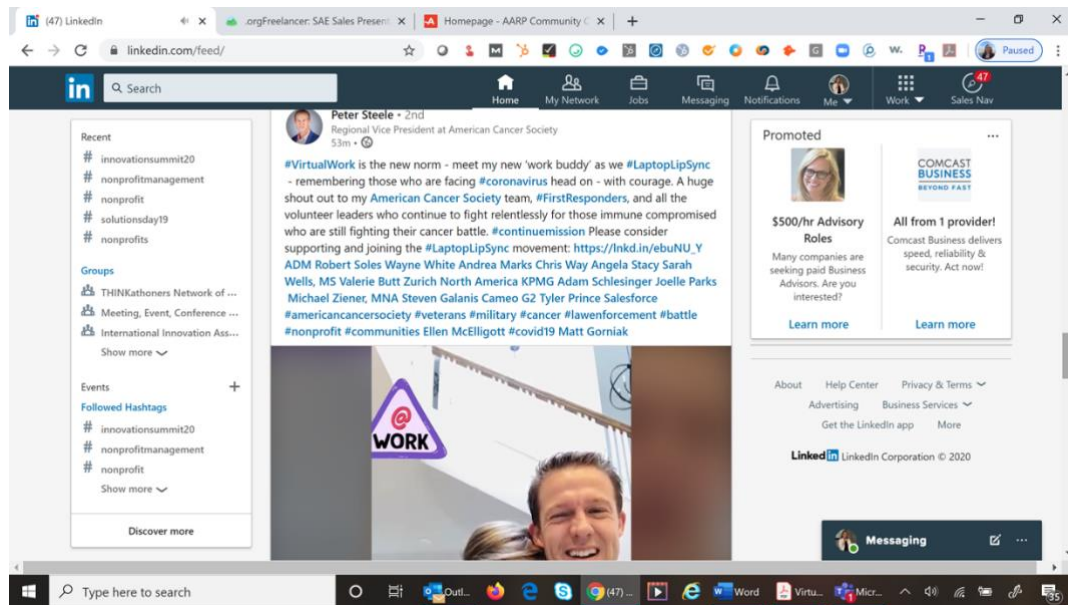 (47) LinkedIn
.orgFreelancer: SAE Sales Present
Homepage - AARP Community C
linkedin.com/feed/
Paused
in
Search
Home
My Network
Jobs
Messaging
Notifications
Me
Work
47
Sales Nav
Recent
# innovationsummit20
# nonprofitmanagement
# nonprofit
# solutionsday19
# nonprofits
Groups
THINKathoners Network of ...
Meeting, Event, Conference ...
International Innovation Ass...
Show more
Events
Followed Hashtags
# innovationsummit20
# nonprofitmanagement
# nonprofit
Show more
Discover more
Peter Steele • 2nd
Regional Vice President at American Cancer Society
53m •
#VirtualWork is the new norm - meet my new 'work buddy' as we #LaptopLipSync
- remembering those who are facing #coronavirus head on - with courage. A huge
shout out to my American Cancer Society team, #FirstResponders, and all the
volunteer leaders who continue to fight relentlessly for those immune compromised
who are still fighting their cancer battle. #continuemission Please consider
supporting and joining the #LaptopLipSync movement: https://lnkd.in/ebuNU_Y
ADM Robert Soles Wayne White Andrea Marks Chris Way Angela Stacy Sarah
Wells, MS Valerie Butt Zurich North America KPMG Adam Schlesinger Joelle Parks
Michael Ziener, MNA Steven Galanis Cameo G2 Tyler Prince Salesforce
#americancancersociety #veterans #military #cancer #lawenforcement #battle
#nonprofit #communities Ellen McElligott #covid19 Matt Gorniak
@
WORK
Promoted
...
$500/hr Advisory
Roles
Many companies are
seeking paid Business
Advisors. Are you
interested?
Learn more
COMCAST
BUSINESS
BEYOND FAST
All from 1 provider!
Comcast Business delivers
speed, reliability &
security. Act now!
Learn more
About Help Center Privacy & Terms
Advertising Business Services
Get the LinkedIn app More
Linked in LinkedIn Corporation © 2020
Messaging
Type here to search
Outl...
(47) ...
Word
Virtu...
Micr...
35